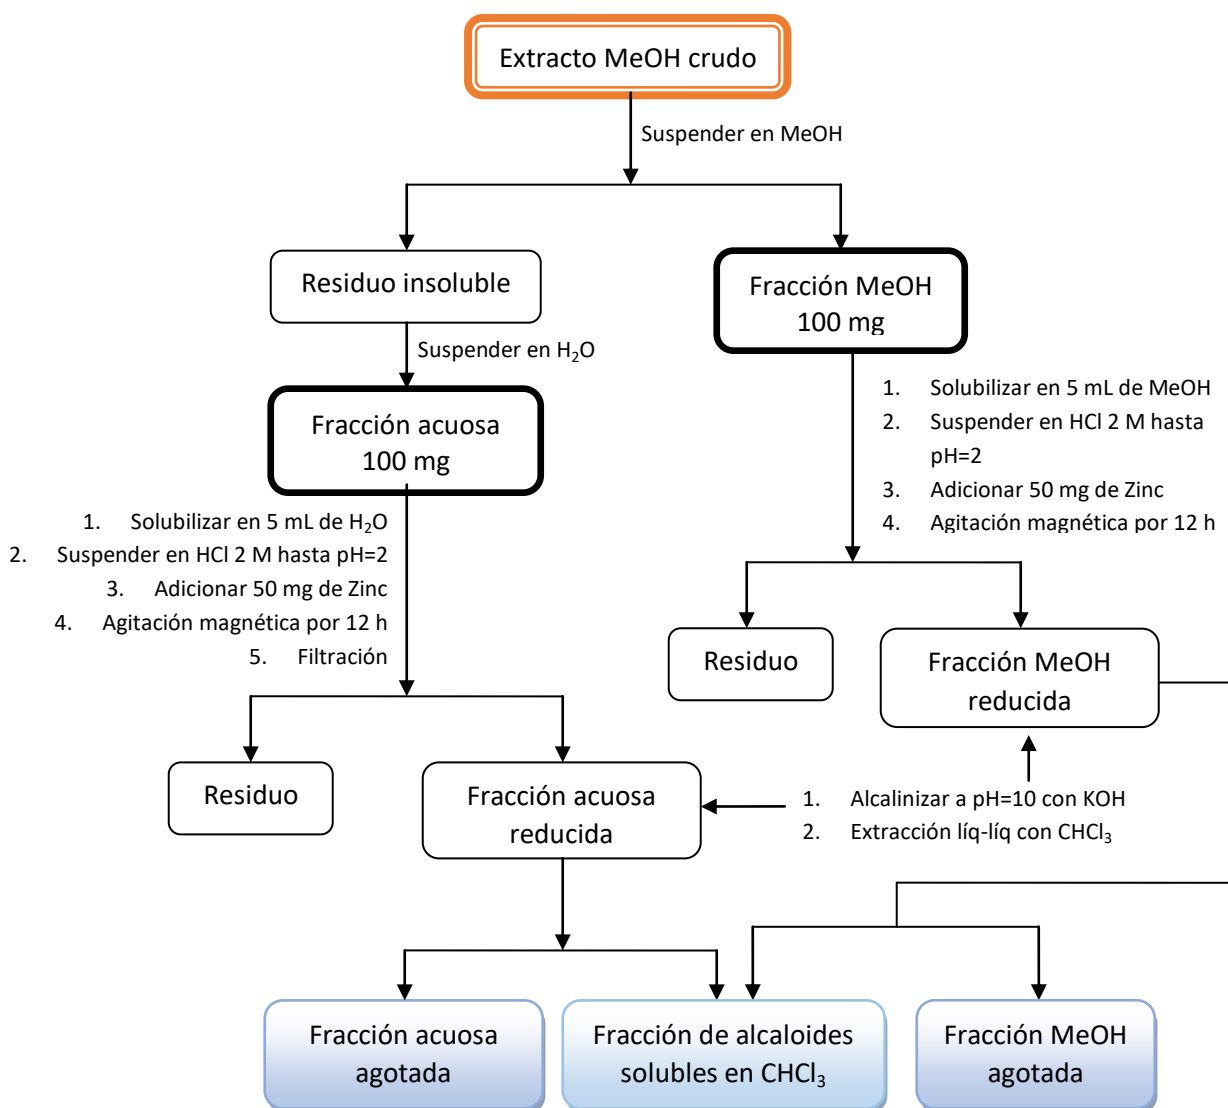 Extracto MeOH crudo
Suspender en MeOH
Residuo insoluble
Fracción MeOH
100 mg
Suspender en H₂O
Fracción acuosa
100 mg
1. Solubilizar en 5 mL de MeOH
2. Suspender en HCl 2 M hasta
pH=2
3. Adicionar 50 mg de Zinc
4. Agitación magnética por 12 h
1. Solubilizar en 5 mL de H₂O
2. Suspender en HCl 2 M hasta pH=2
3. Adicionar 50 mg de Zinc
4. Agitación magnética por 12 h
5. Filtración
Residuo
Fracción MeOH
reducida
Residuo
Fracción acuosa
reducida
1. Alcalinizar a pH=10 con KOH
2. Extracción líq-líq con CHCl₃
Fracción acuosa
agotada
Fracción de alcaloides
solubles en CHCl₃
Fracción MeOH
agotada